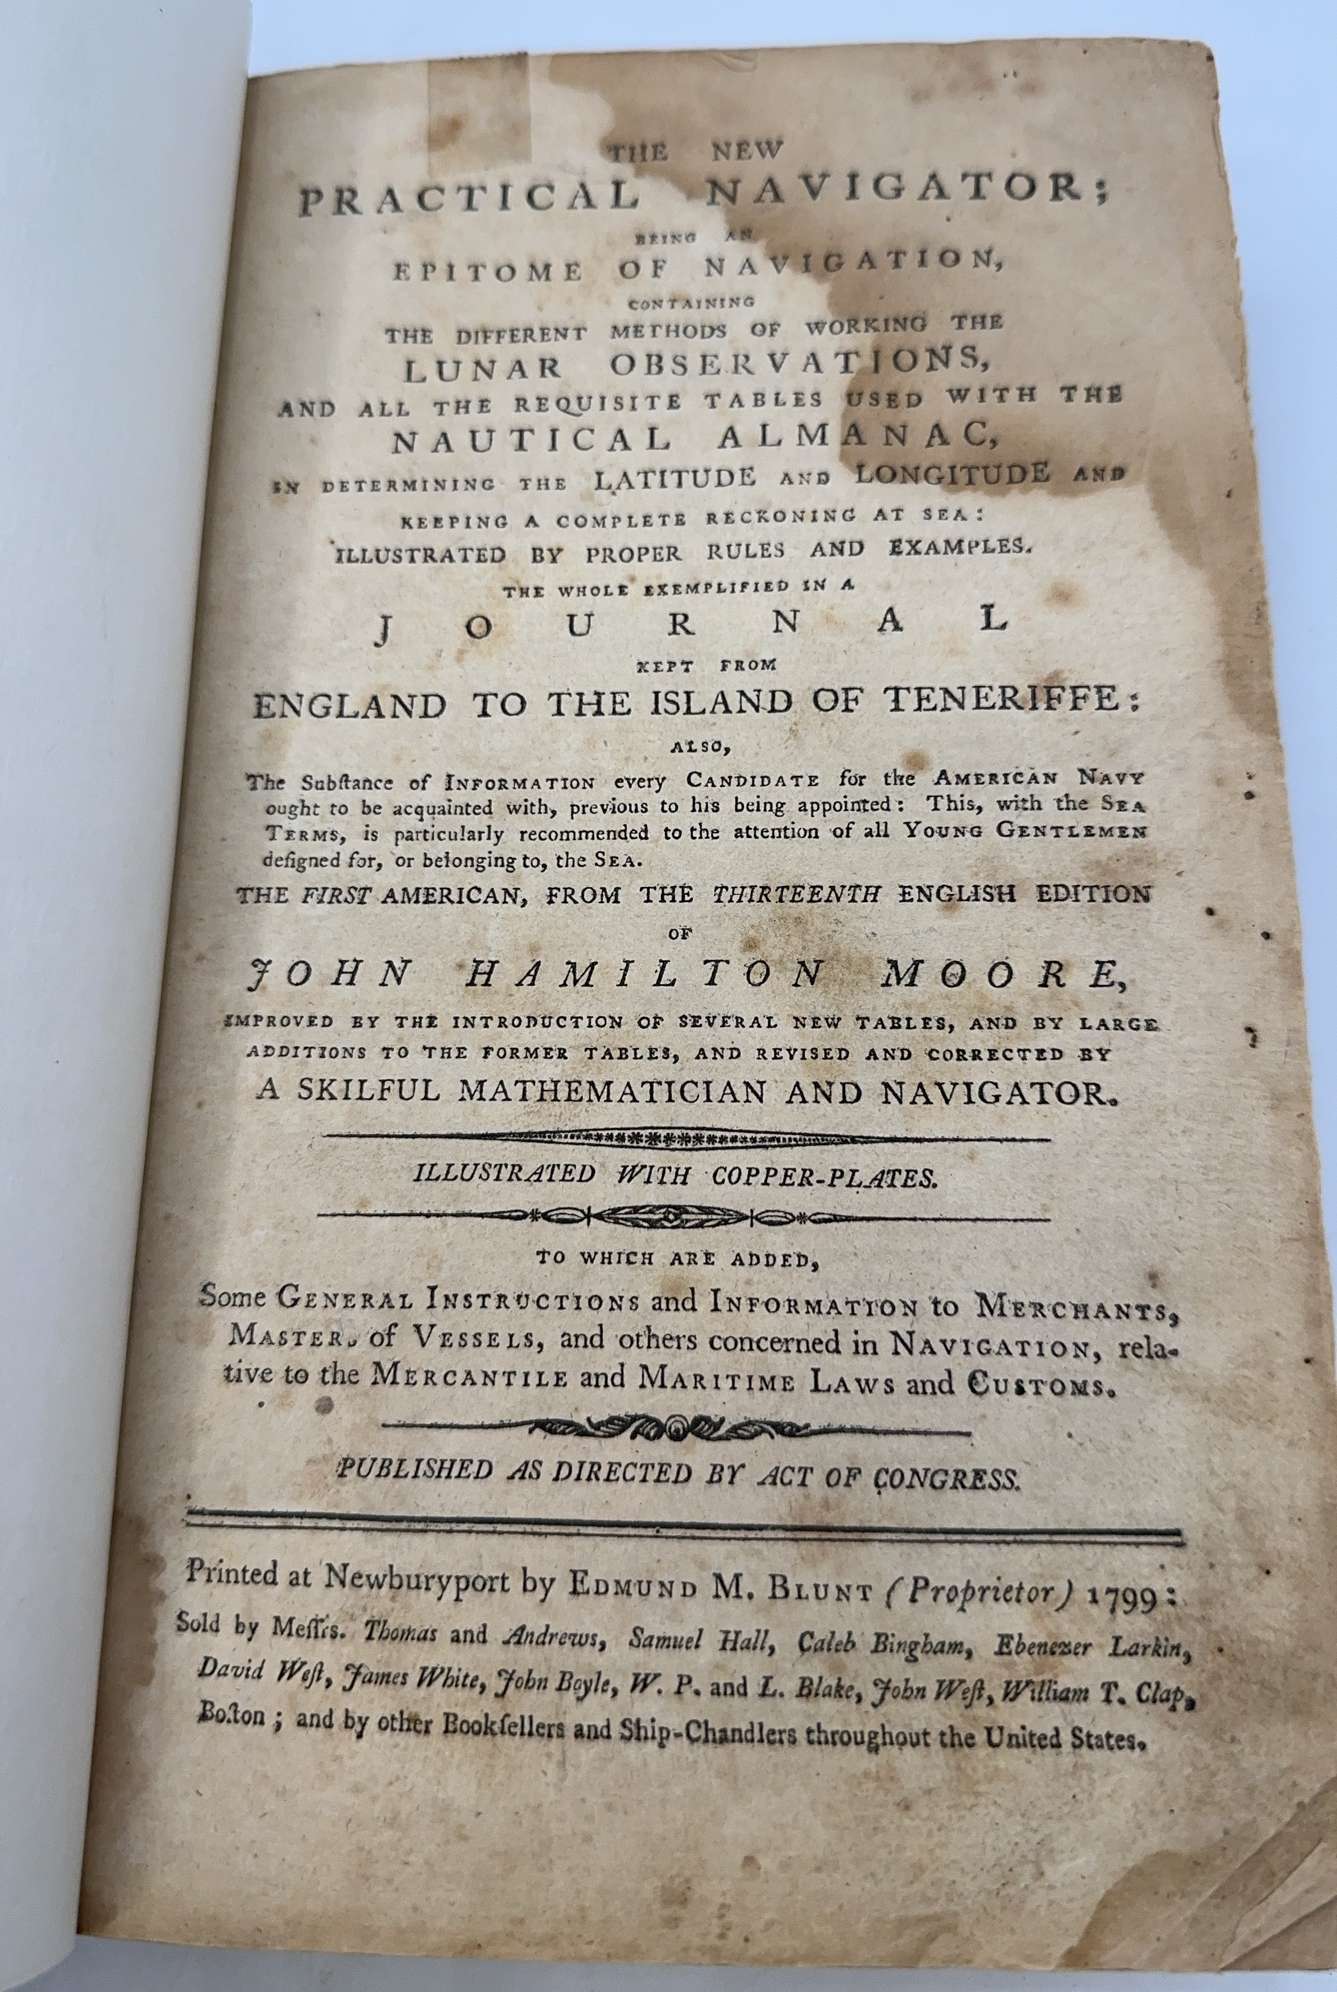 THE NEW
PRACTICAL NAVIGATOR;
BEING AN
EPITOME OF NAVIGATION,
CONTAINING
THE DIFFERENT METHODS OF WORKING THE
LUNAR OBSERVATIONS,
AND ALL THE REQUISITE TABLES USED WITH THE
NAUTICAL ALMANAC,
IN DETERMINING THE LATITUDE AND LONGITUDE AND
KEEPING A COMPLETE RECKONING AT SEA:
ILLUSTRATED BY PROPER RULES AND EXAMPLES.
THE WHOLE EXEMPLIFIED IN A
JOURNAL
KEPT FROM
ENGLAND TO THE ISLAND OF TENERIFFE:
ALSO,
The Subſtance of INFORMATION every CANDIDATE for the AMERICAN NAVY
ought to be acquainted with, previous to his being appointed: This, with the SEA
TERMS, is particularly recommended to the attention of all YOUNG GENTLEMEN
deſigned for, or belonging to, the SEA.
THE FIRST AMERICAN, FROM THE THIRTEENTH ENGLISH EDITION
OF
JOHN HAMILTON MOORE,
IMPROVED BY THE INTRODUCTION OF SEVERAL NEW TABLES, AND BY LARGE
ADDITIONS TO THE FORMER TABLES, AND REVISED AND CORRECTED BY
A SKILFUL MATHEMATICIAN AND NAVIGATOR.
ILLUSTRATED WITH COPPER-PLATES.
TO WHICH ARE ADDED,
Some GENERAL INSTRUCTIONS and INFORMATION to MERCHANTS,
MASTERS of VESSELS, and others concerned in NAVIGATION, rela-
tive to the MERCANTILE and MARITIME LAWS and CUSTOMS.
PUBLISHED AS DIRECTED BY ACT OF CONGRESS.
Printed at Newburyport by EDMUND M. BLUNT (Proprietor) 1799:
Sold by Meſſrs. Thomas and Andrews, Samuel Hall, Caleb Bingham, Ebenezer Larkin,
David Weſt, James White, John Boyle, W. P. and L. Blake, John Weſt, William T. Clap,
Boſton; and by other Bookſellers and Ship-Chandlers throughout the United States.